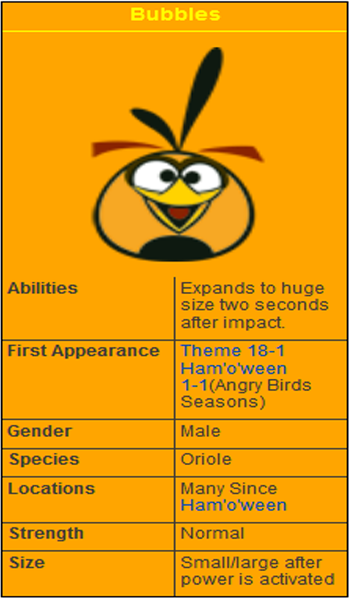 Bubbles
Abilities
Expands to huge
size two seconds
after impact.
First Appearance
Theme 18-1
Ham'o'ween
1-1(Angry Birds
Seasons)
Gender
Male
Species
Oriole
Locations
Many Since
Ham'o'ween
Strength
Normal
Size
Small/large after
power is activated